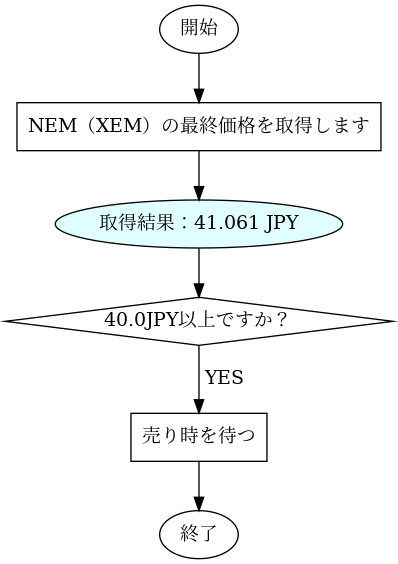 開始
NEM（XEM）の最終価格を取得します
取得結果：41.061 JPY
40.0JPY以上ですか？
YES
売り時を待つ
終了